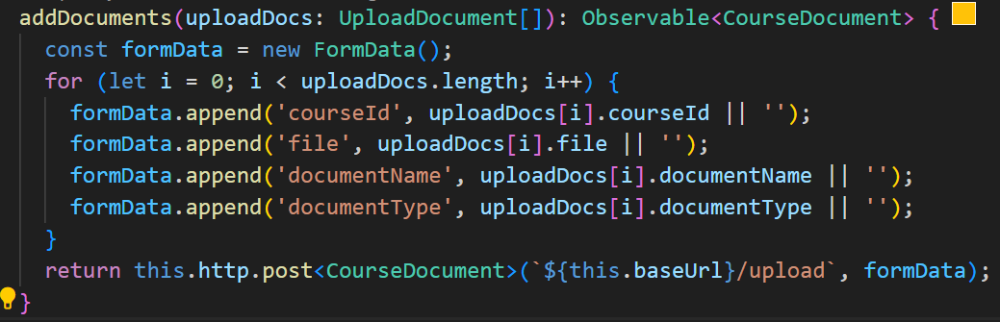 addDocuments(uploadDocs: UploadDocument[]): Observable<CourseDocument> {
  const formData = new FormData();
  for (let i = 0; i < uploadDocs.length; i++) {
    formData.append('courseId', uploadDocs[i].courseId || '');
    formData.append('file', uploadDocs[i].file || '');
    formData.append('documentName', uploadDocs[i].documentName || '');
    formData.append('documentType', uploadDocs[i].documentType || '');
  }
  return this.http.post<CourseDocument>(`${this.baseUrl}/upload`, formData);
}